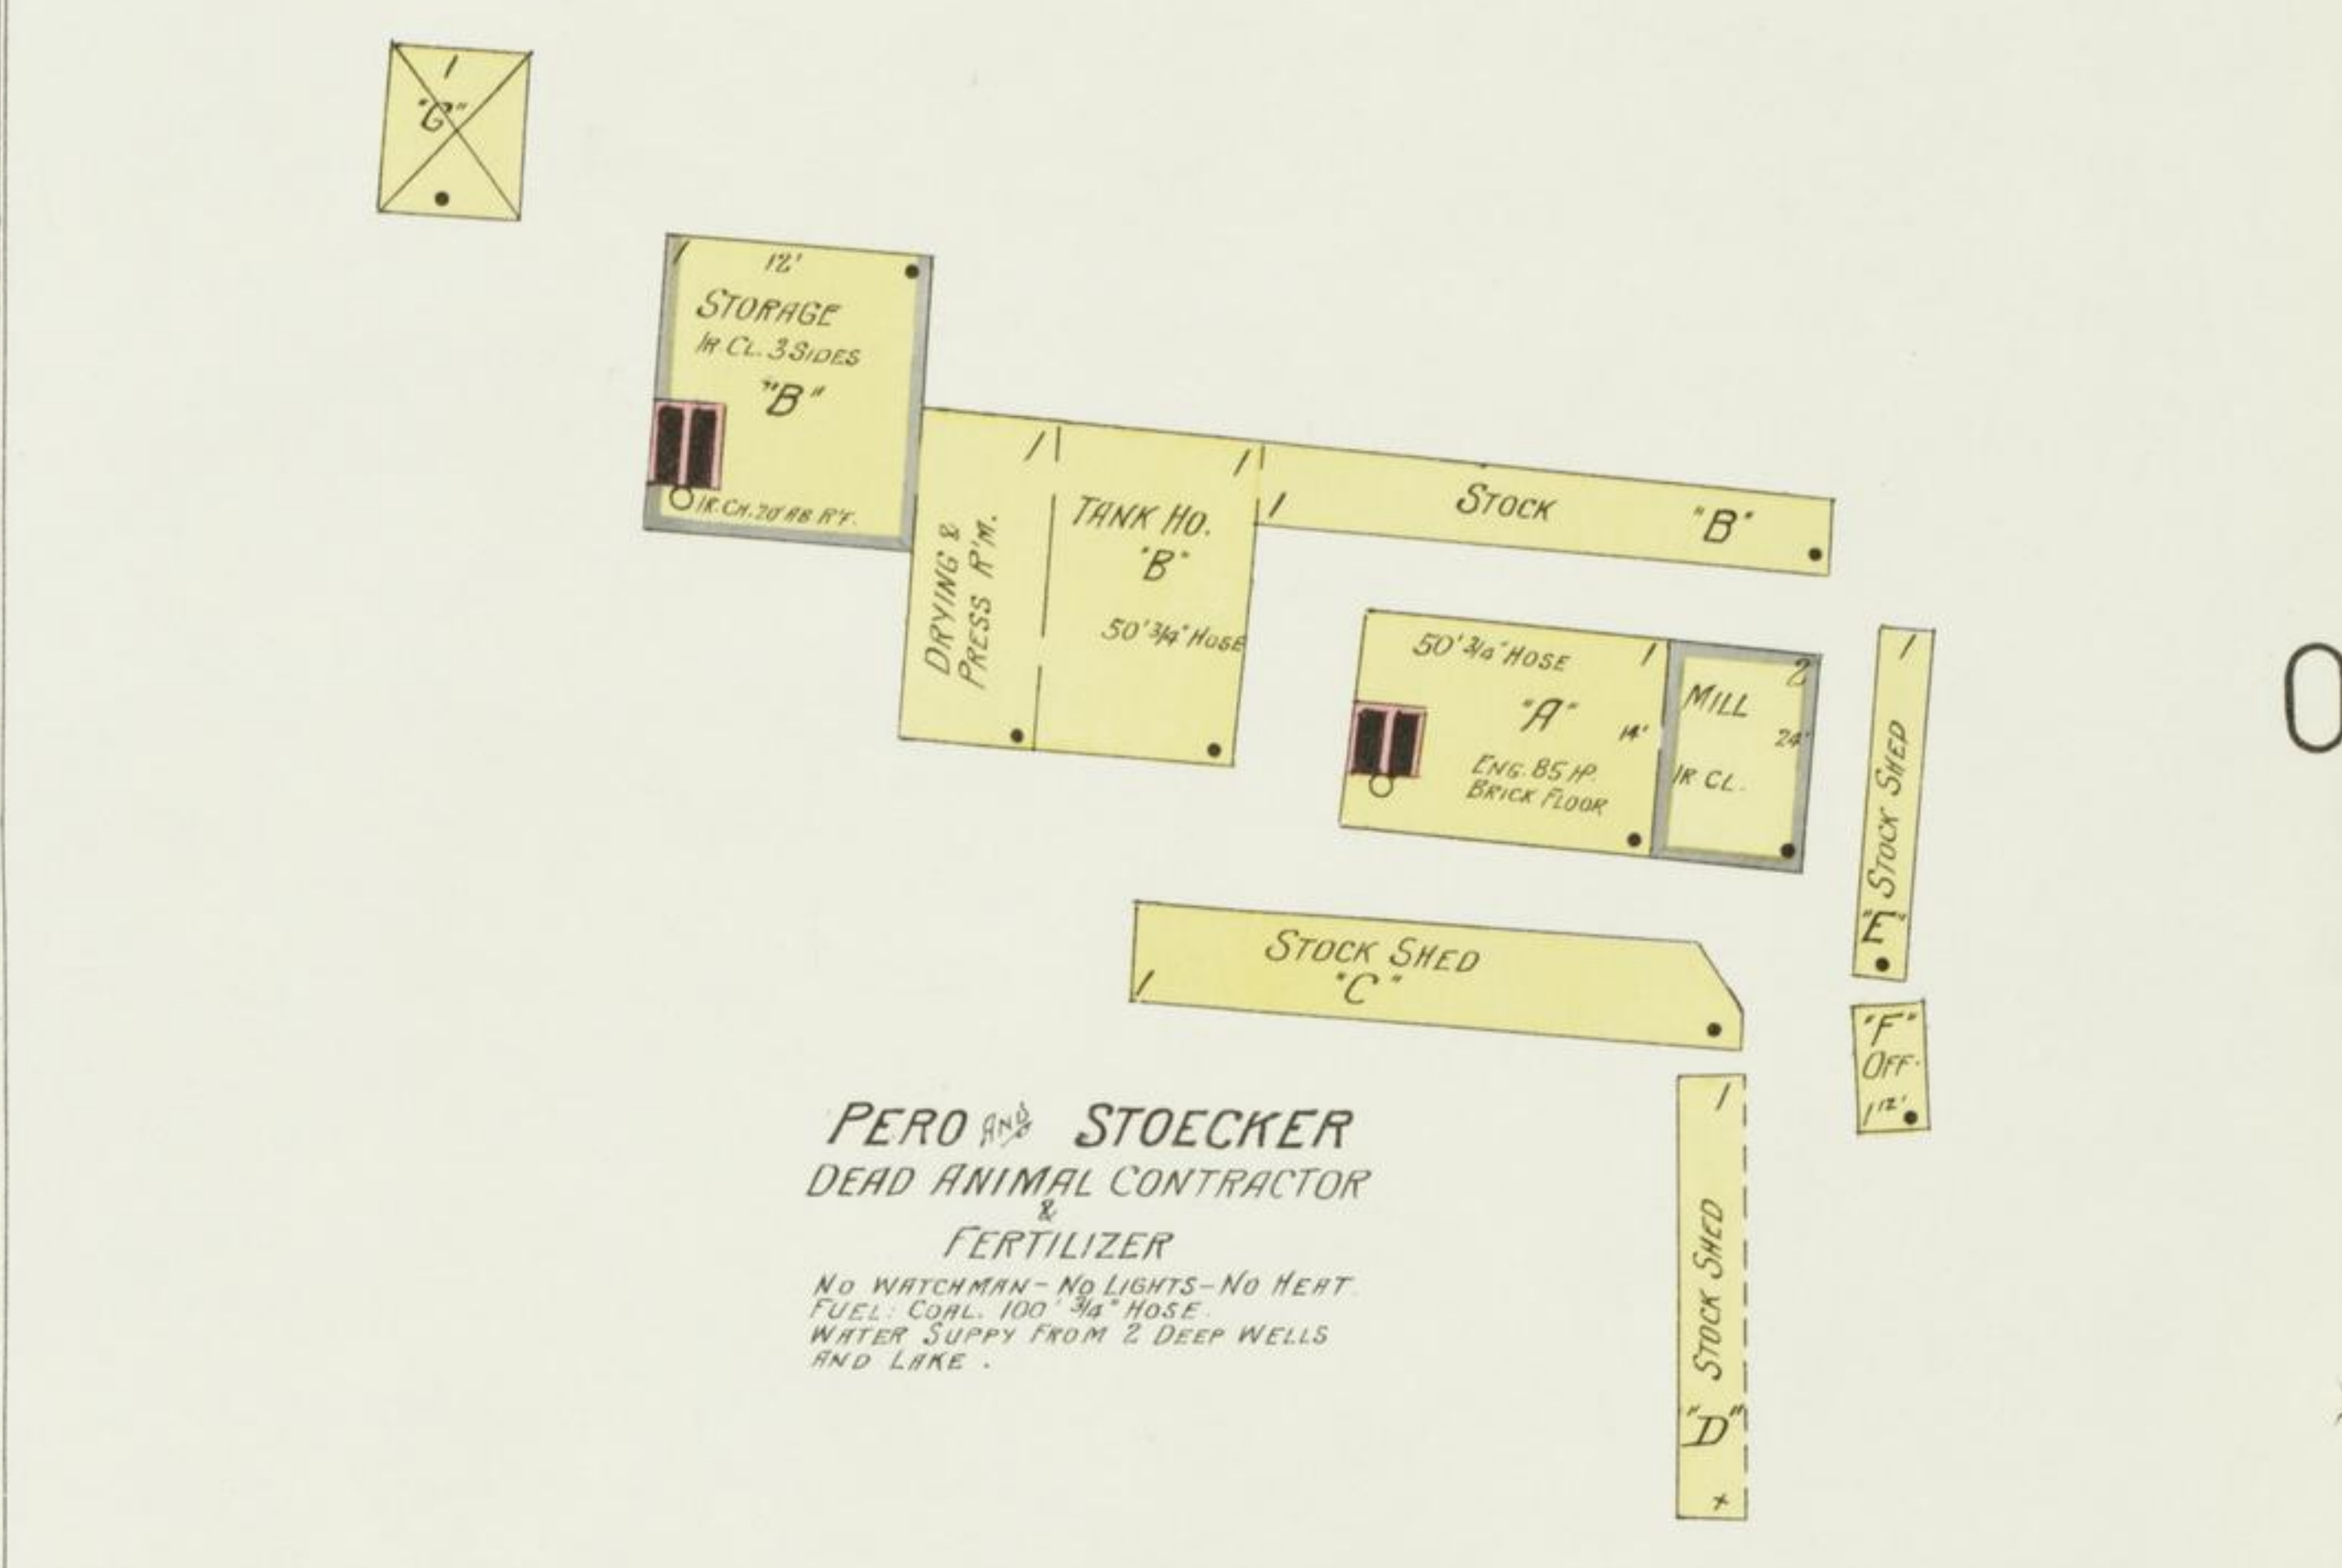 1
"G"
1 12'
STORAGE
IR CL. 3 SIDES
"B"
IR. CH. 20' AB R'F.
DRYING &
PRESS R'M.
1
TANK HO.
"B"
50' 3/4" HOSE
1
1 STOCK "B"
50' 3/4" HOSE 1
"A" 14'
ENG. 85 HP.
BRICK FLOOR
2
MILL
24'
IR CL.
1
STOCK SHED
"E"
STOCK SHED
"C"
1
"F"
OFF.
1 12'
1
STOCK SHED
"D"
PERO AND STOECKER
DEAD ANIMAL CONTRACTOR
&
FERTILIZER
NO WATCHMAN - NO LIGHTS - NO HEAT.
FUEL: COAL. 100' 3/4" HOSE.
WATER SUPPY FROM 2 DEEP WELLS
AND LAKE.